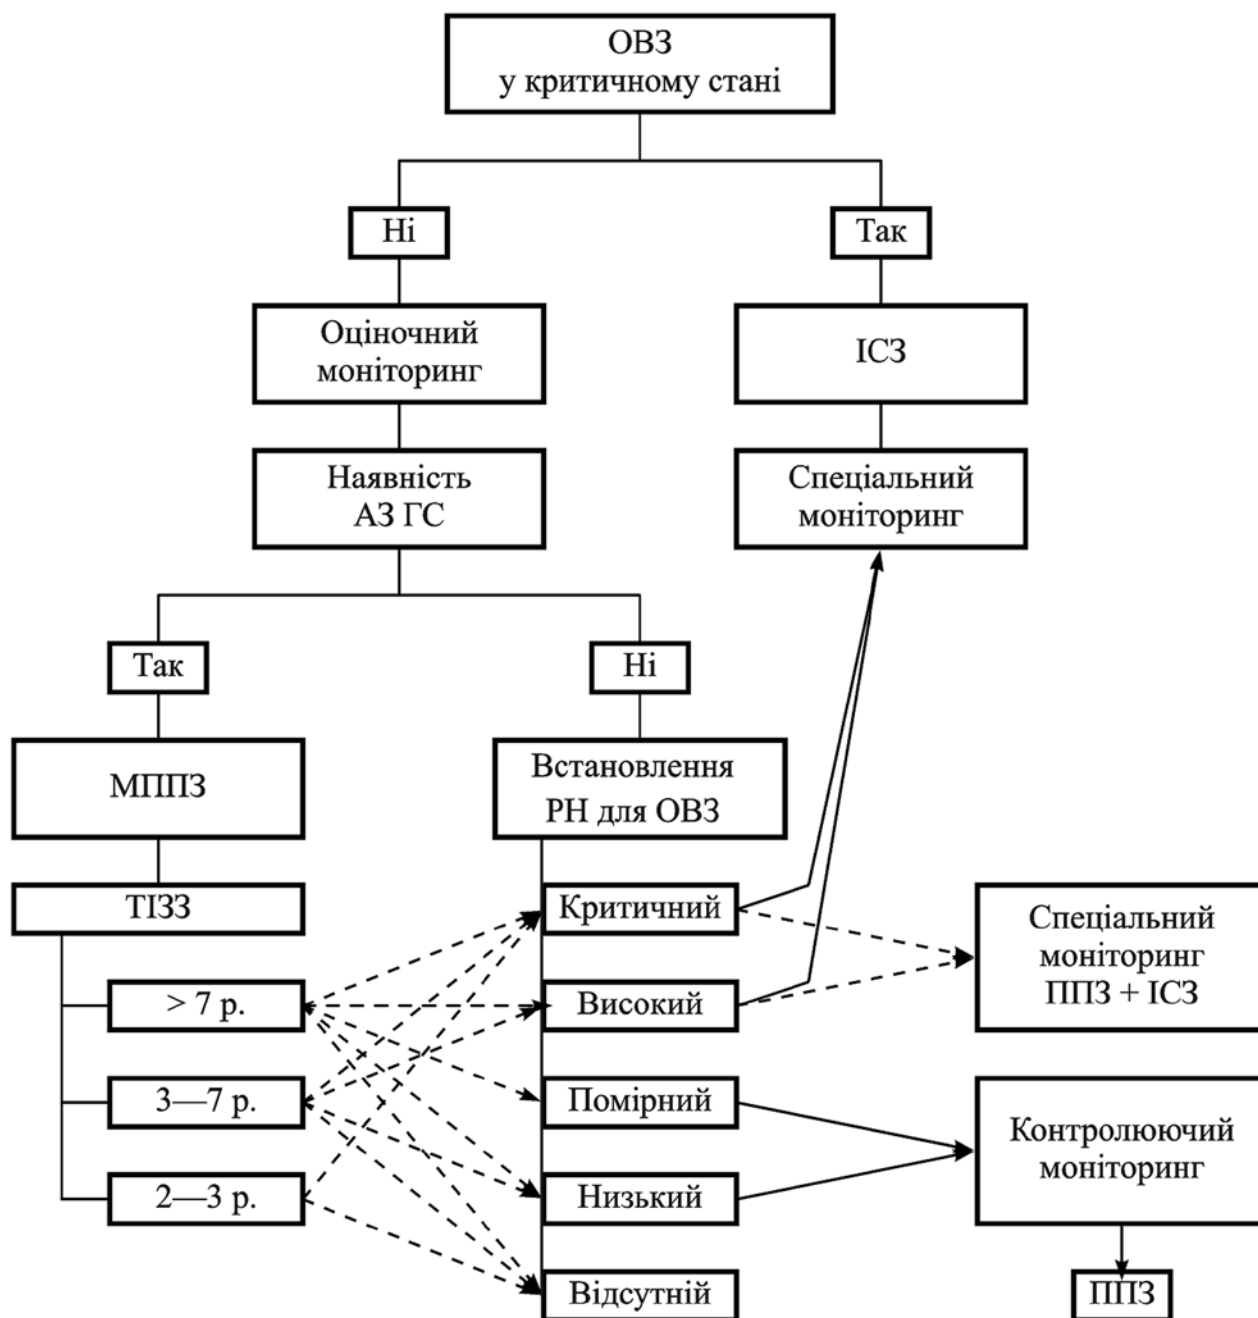 ОВЗ
у критичному стані
Ні
Так
Оціночний
моніторинг
ІСЗ
Наявність
АЗ ГС
Спеціальний
моніторинг
Так
Ні
МППЗ
Встановлення
РН для ОВЗ
ТІЗЗ
Критичний
Спеціальний
моніторинг
ППЗ + ІСЗ
> 7 р.
Високий
3—7 р.
Помірний
Контролюючий
моніторинг
2—3 р.
Низький
Відсутній
ППЗ